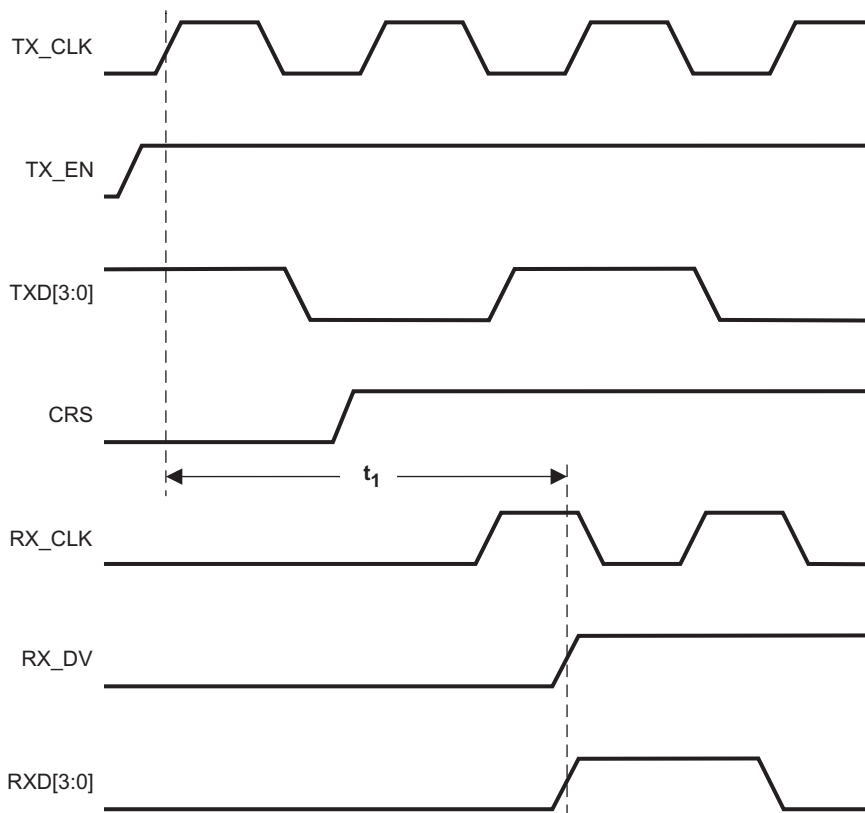 TX_CLK
TX_EN
TXD[3:0]
CRS
t1
RX_CLK
RX_DV
RXD[3:0]